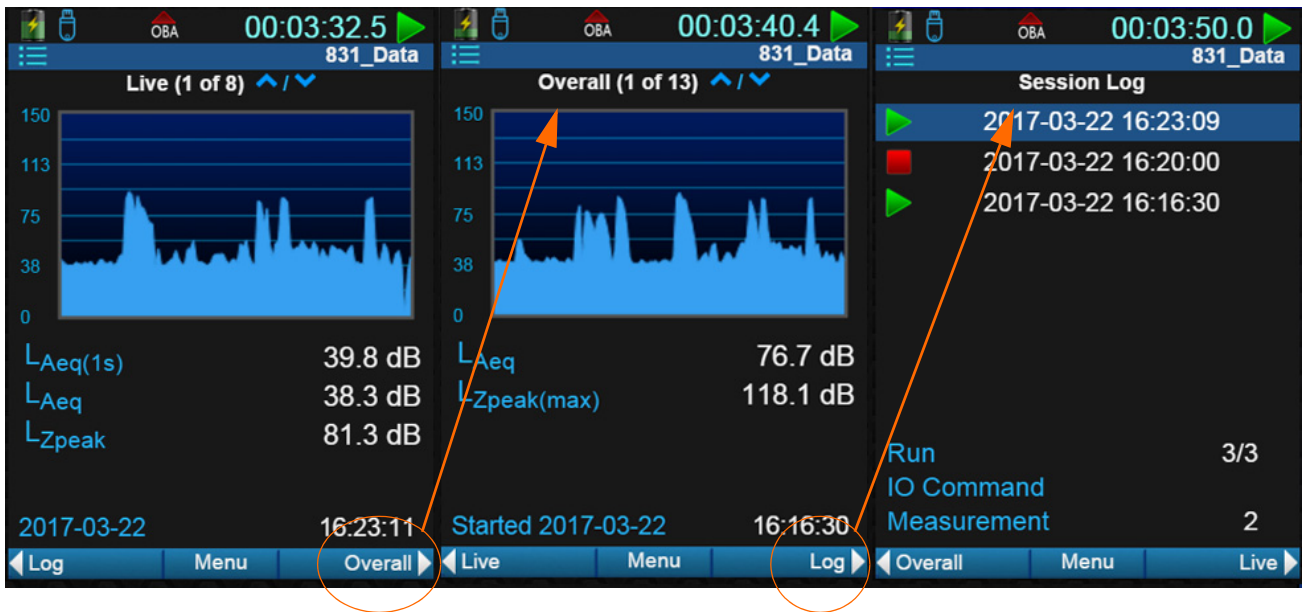 OBA 00:03:32.5
831_Data
Live (1 of 8) /
150
113
75
38
0
LAeq(1s) 39.8 dB
LAeq 38.3 dB
LZpeak 81.3 dB
2017-03-22 16:23:11
Log Menu Overall
OBA 00:03:40.4
831_Data
Overall (1 of 13) /
150
113
75
38
0
LAeq 76.7 dB
LZpeak(max) 118.1 dB
Started 2017-03-22 16:16:30
Live Menu Log
OBA 00:03:50.0
831_Data
Session Log
2017-03-22 16:23:09
2017-03-22 16:20:00
2017-03-22 16:16:30
Run 3/3
IO Command
Measurement 2
Overall Menu Live